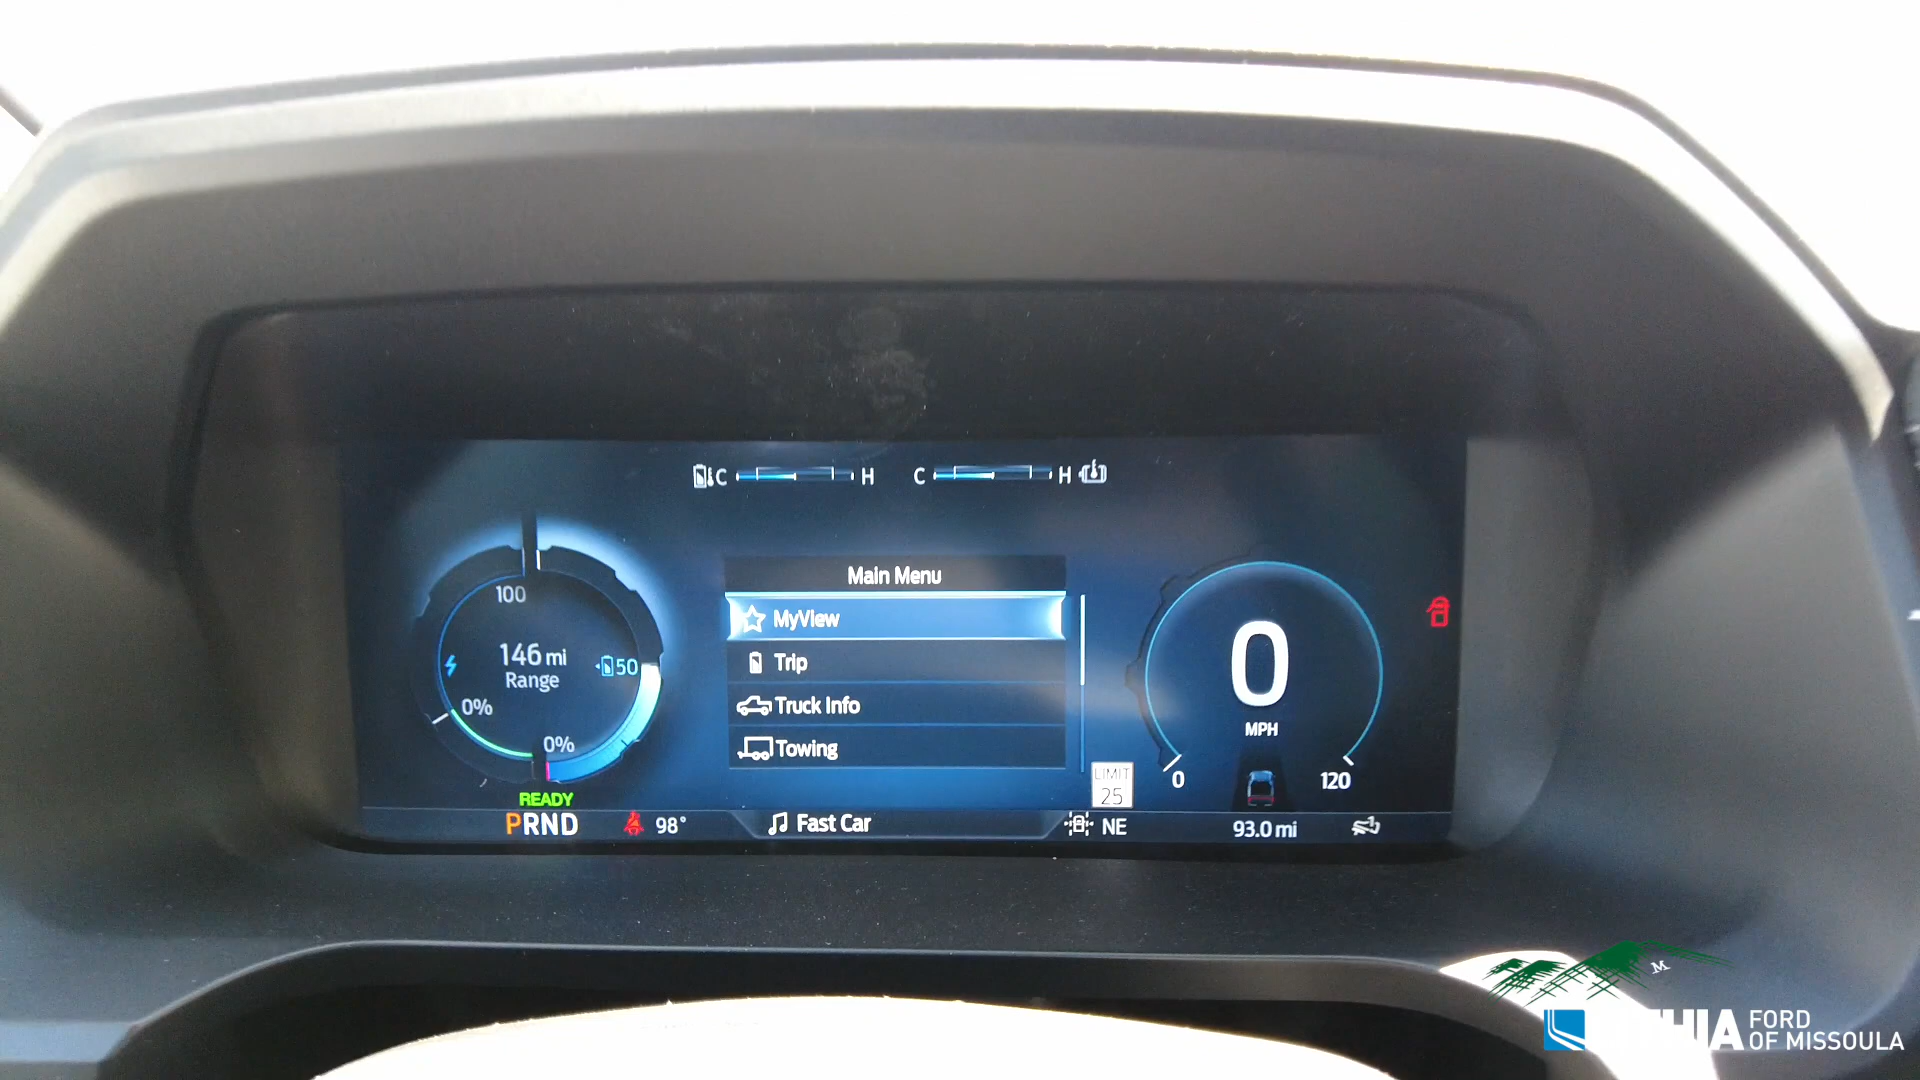 C H C H
Main Menu
MyView
Trip
Truck Info
Towing
100
146 mi
Range
50
0%
0%
READY
PRND
98°
Fast Car
LIMIT
25
NE
0
MPH
0
120
93.0 mi
M
LITHIA FORD
OF MISSOULA